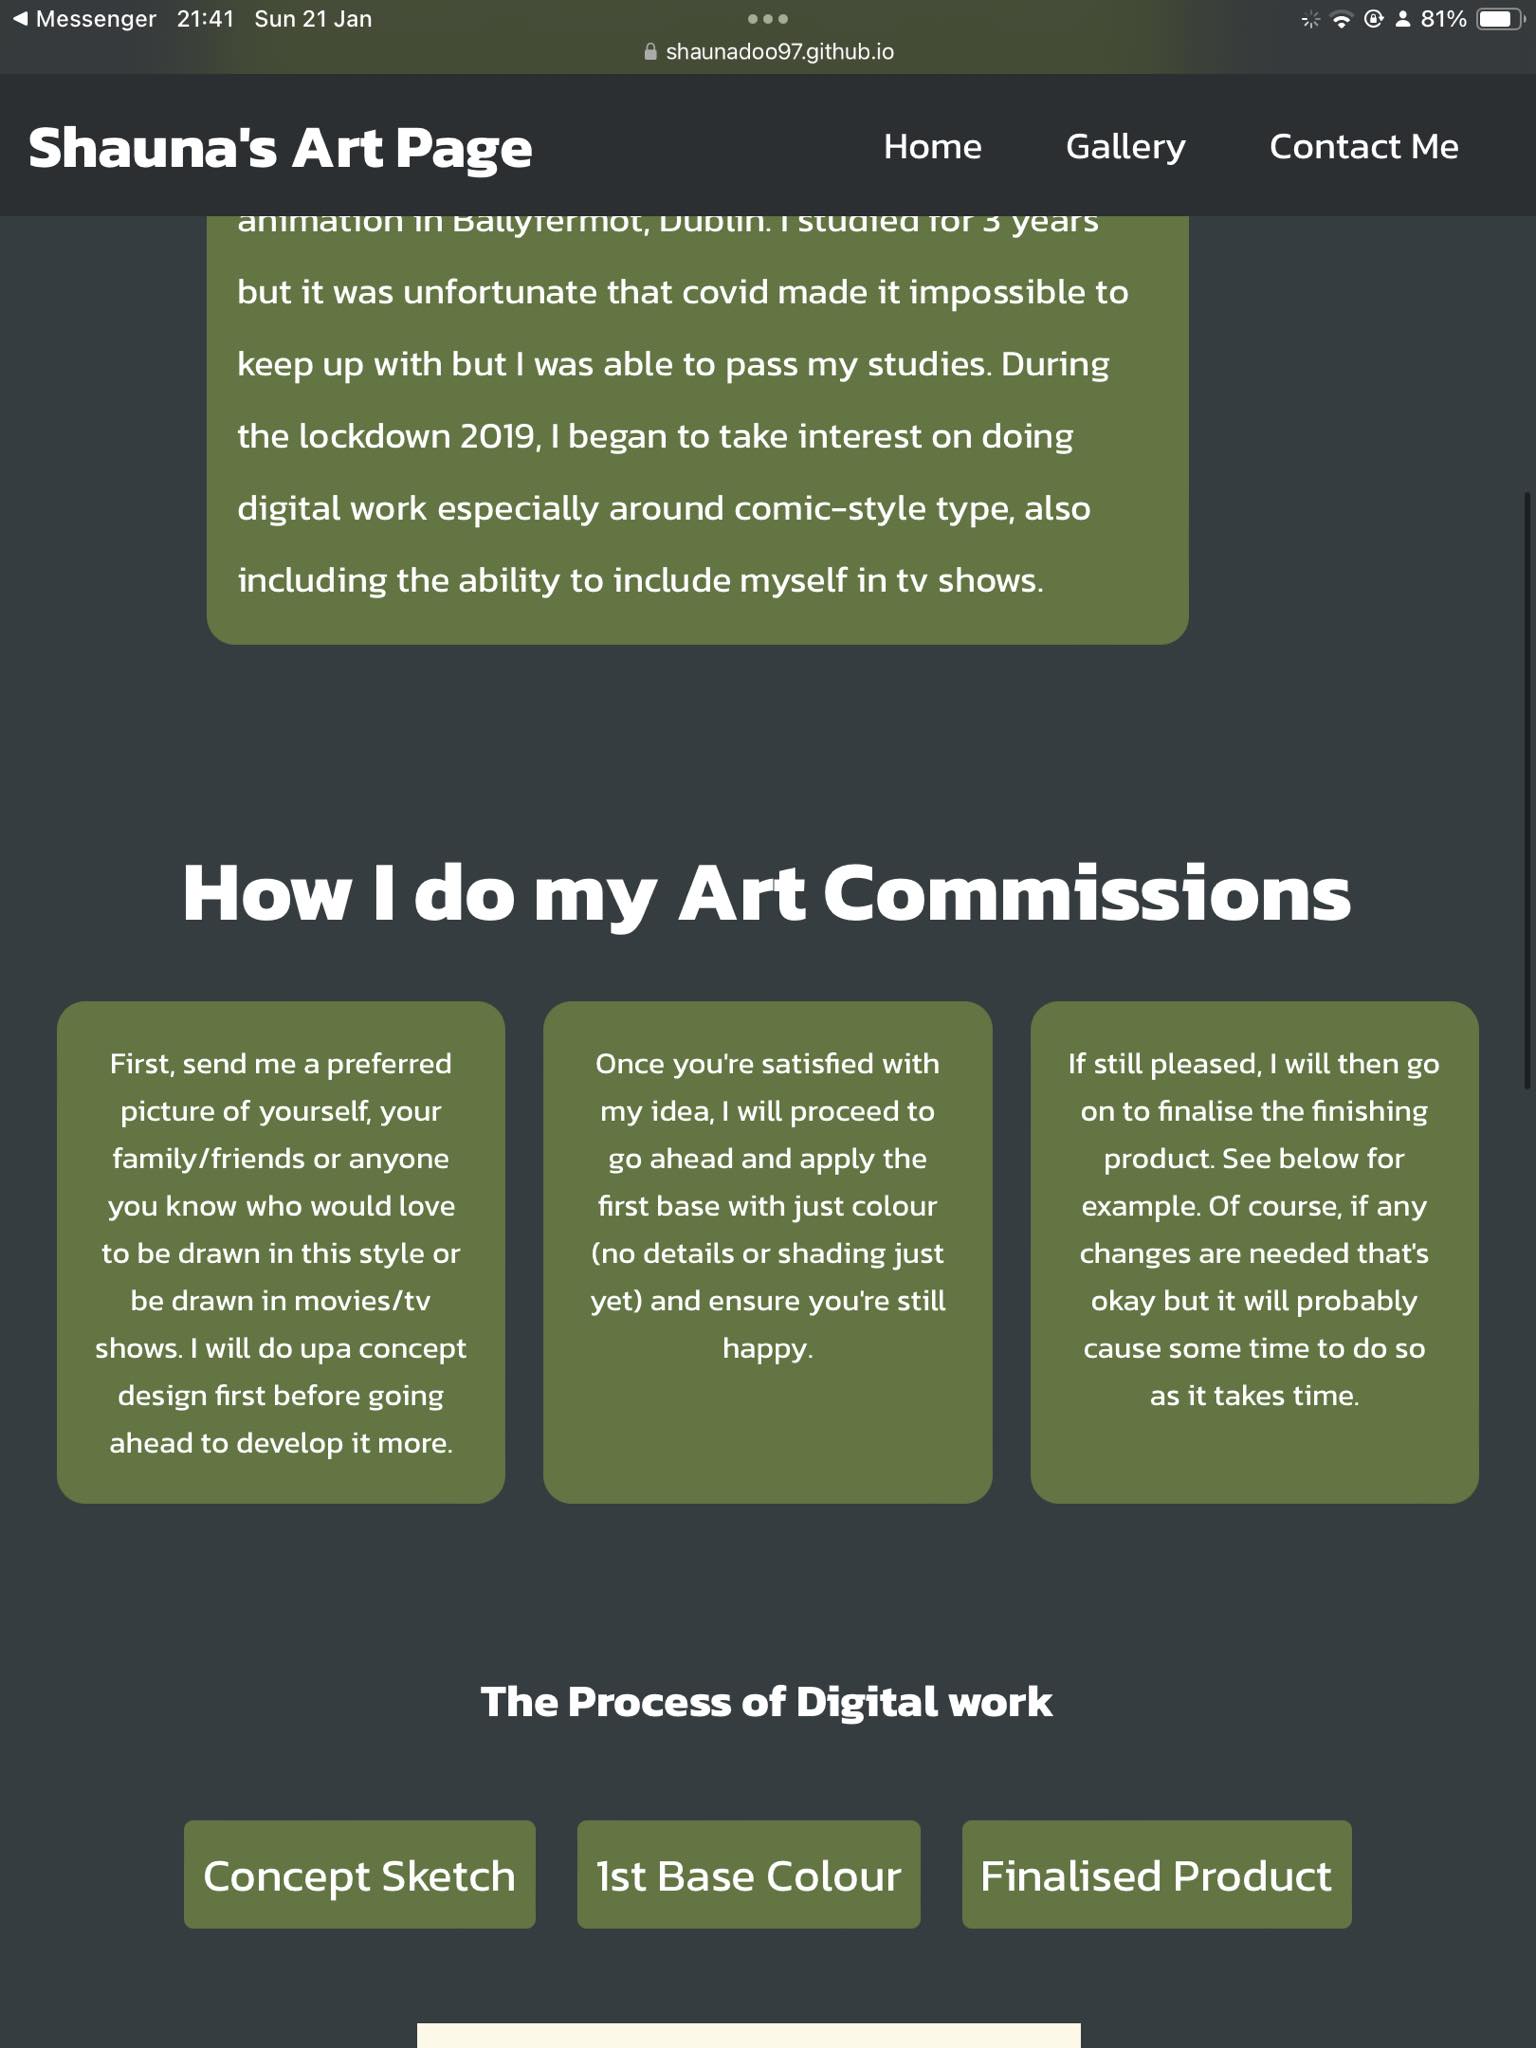 Messenger 21:41 Sun 21 Jan
81%
shaunadoo97.github.io
Shauna's Art Page
Home Gallery Contact Me
animation in Ballyfermot, Dublin. I studied for 3 years
but it was unfortunate that covid made it impossible to
keep up with but I was able to pass my studies. During
the lockdown 2019, I began to take interest on doing
digital work especially around comic-style type, also
including the ability to include myself in tv shows.
How I do my Art Commissions
First, send me a preferred
picture of yourself, your
family/friends or anyone
you know who would love
to be drawn in this style or
be drawn in movies/tv
shows. I will do upa concept
design first before going
ahead to develop it more.
Once you're satisfied with
my idea, I will proceed to
go ahead and apply the
first base with just colour
(no details or shading just
yet) and ensure you're still
happy.
If still pleased, I will then go
on to finalise the finishing
product. See below for
example. Of course, if any
changes are needed that's
okay but it will probably
cause some time to do so
as it takes time.
The Process of Digital work
Concept Sketch
1st Base Colour
Finalised Product